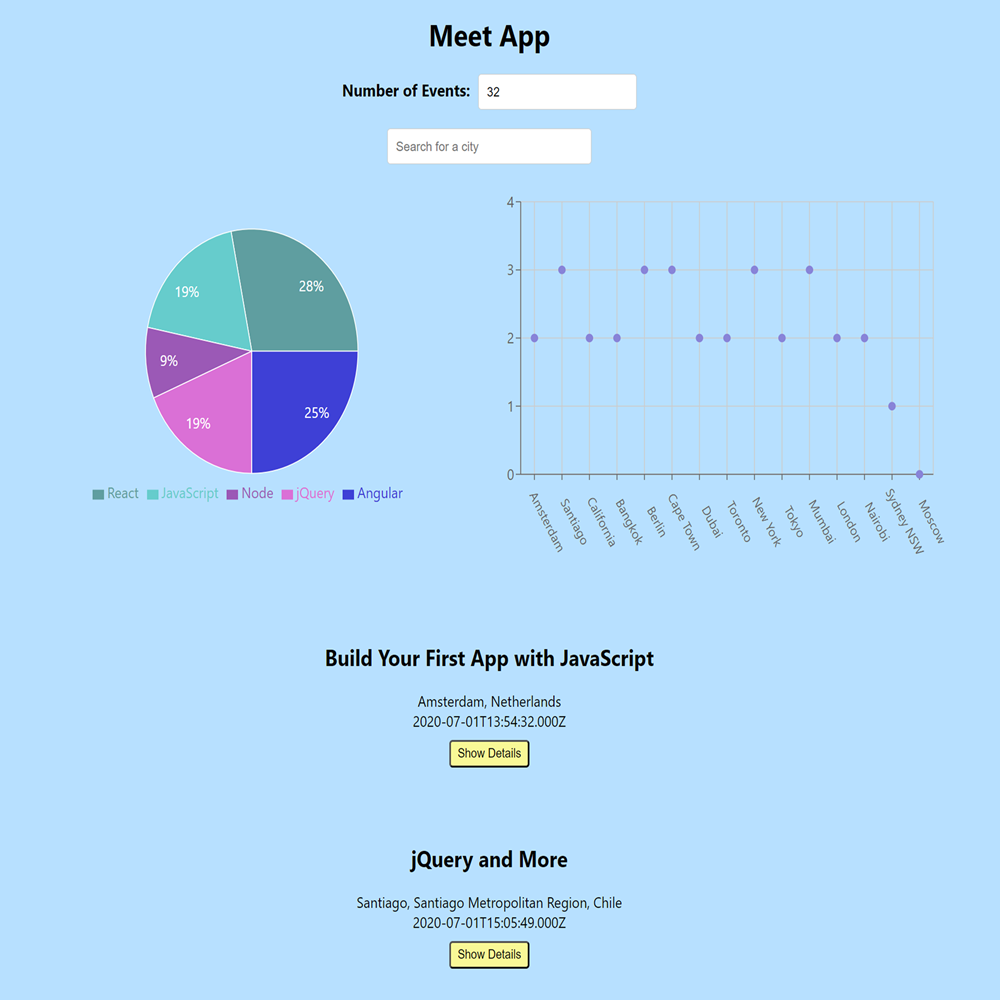 Meet App
Number of Events: 32
Search for a city
28%
19%
9%
19%
25%
React JavaScript Node jQuery Angular
4
3
2
1
0
Amsterdam
Santiago
California
Bangkok
Berlin
Cape Town
Dubai
Toronto
New York
Tokyo
Mumbai
London
Nairobi
Sydney NSW
Moscow
Build Your First App with JavaScript
Amsterdam, Netherlands
2020-07-01T13:54:32.000Z
Show Details
jQuery and More
Santiago, Santiago Metropolitan Region, Chile
2020-07-01T15:05:49.000Z
Show Details